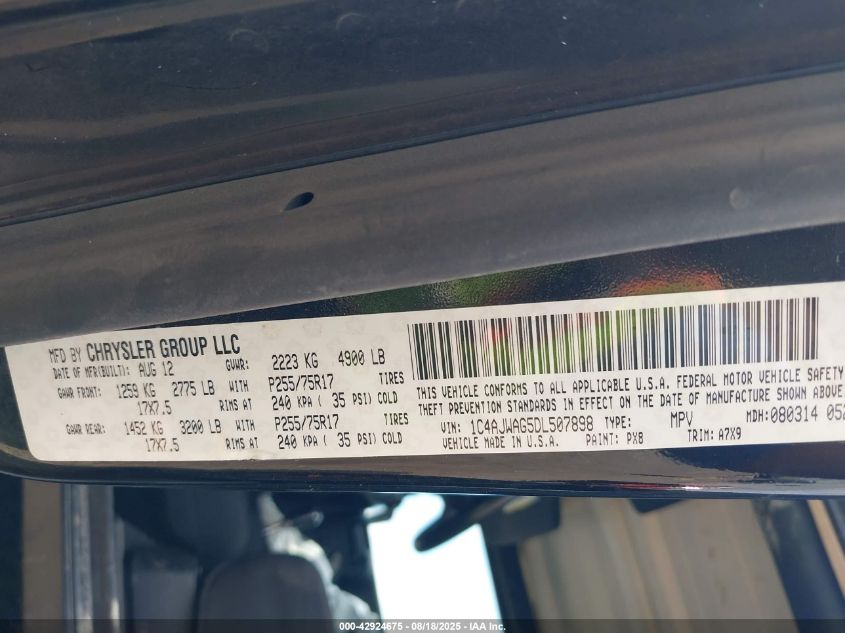 MFD BY CHRYSLER GROUP LLC
DATE OF MFR(BUILT): AUG 12 GVWR: 2223 KG 4900 LB
GAWR FRONT: 1259 KG 2775 LB WITH P255/75R17 TIRES
17X7.5 RIMS AT 240 KPA ( 35 PSI) COLD
GAWR REAR: 1452 KG 3200 LB WITH P255/75R17 TIRES
17X7.5 RIMS AT 240 KPA ( 35 PSI) COLD
THIS VEHICLE CONFORMS TO ALL APPLICABLE U.S.A. FEDERAL MOTOR VEHICLE SAFETY
THEFT PREVENTION STANDARDS IN EFFECT ON THE DATE OF MANUFACTURE SHOWN ABOVE.
VIN: 1C4AJWAG5DL507898 TYPE: MPV MDH:080314 052
VEHICLE MADE IN U.S.A. PAINT: PX8 TRIM: A7X9
000-42924675 - 08/18/2025 - IAA Inc.